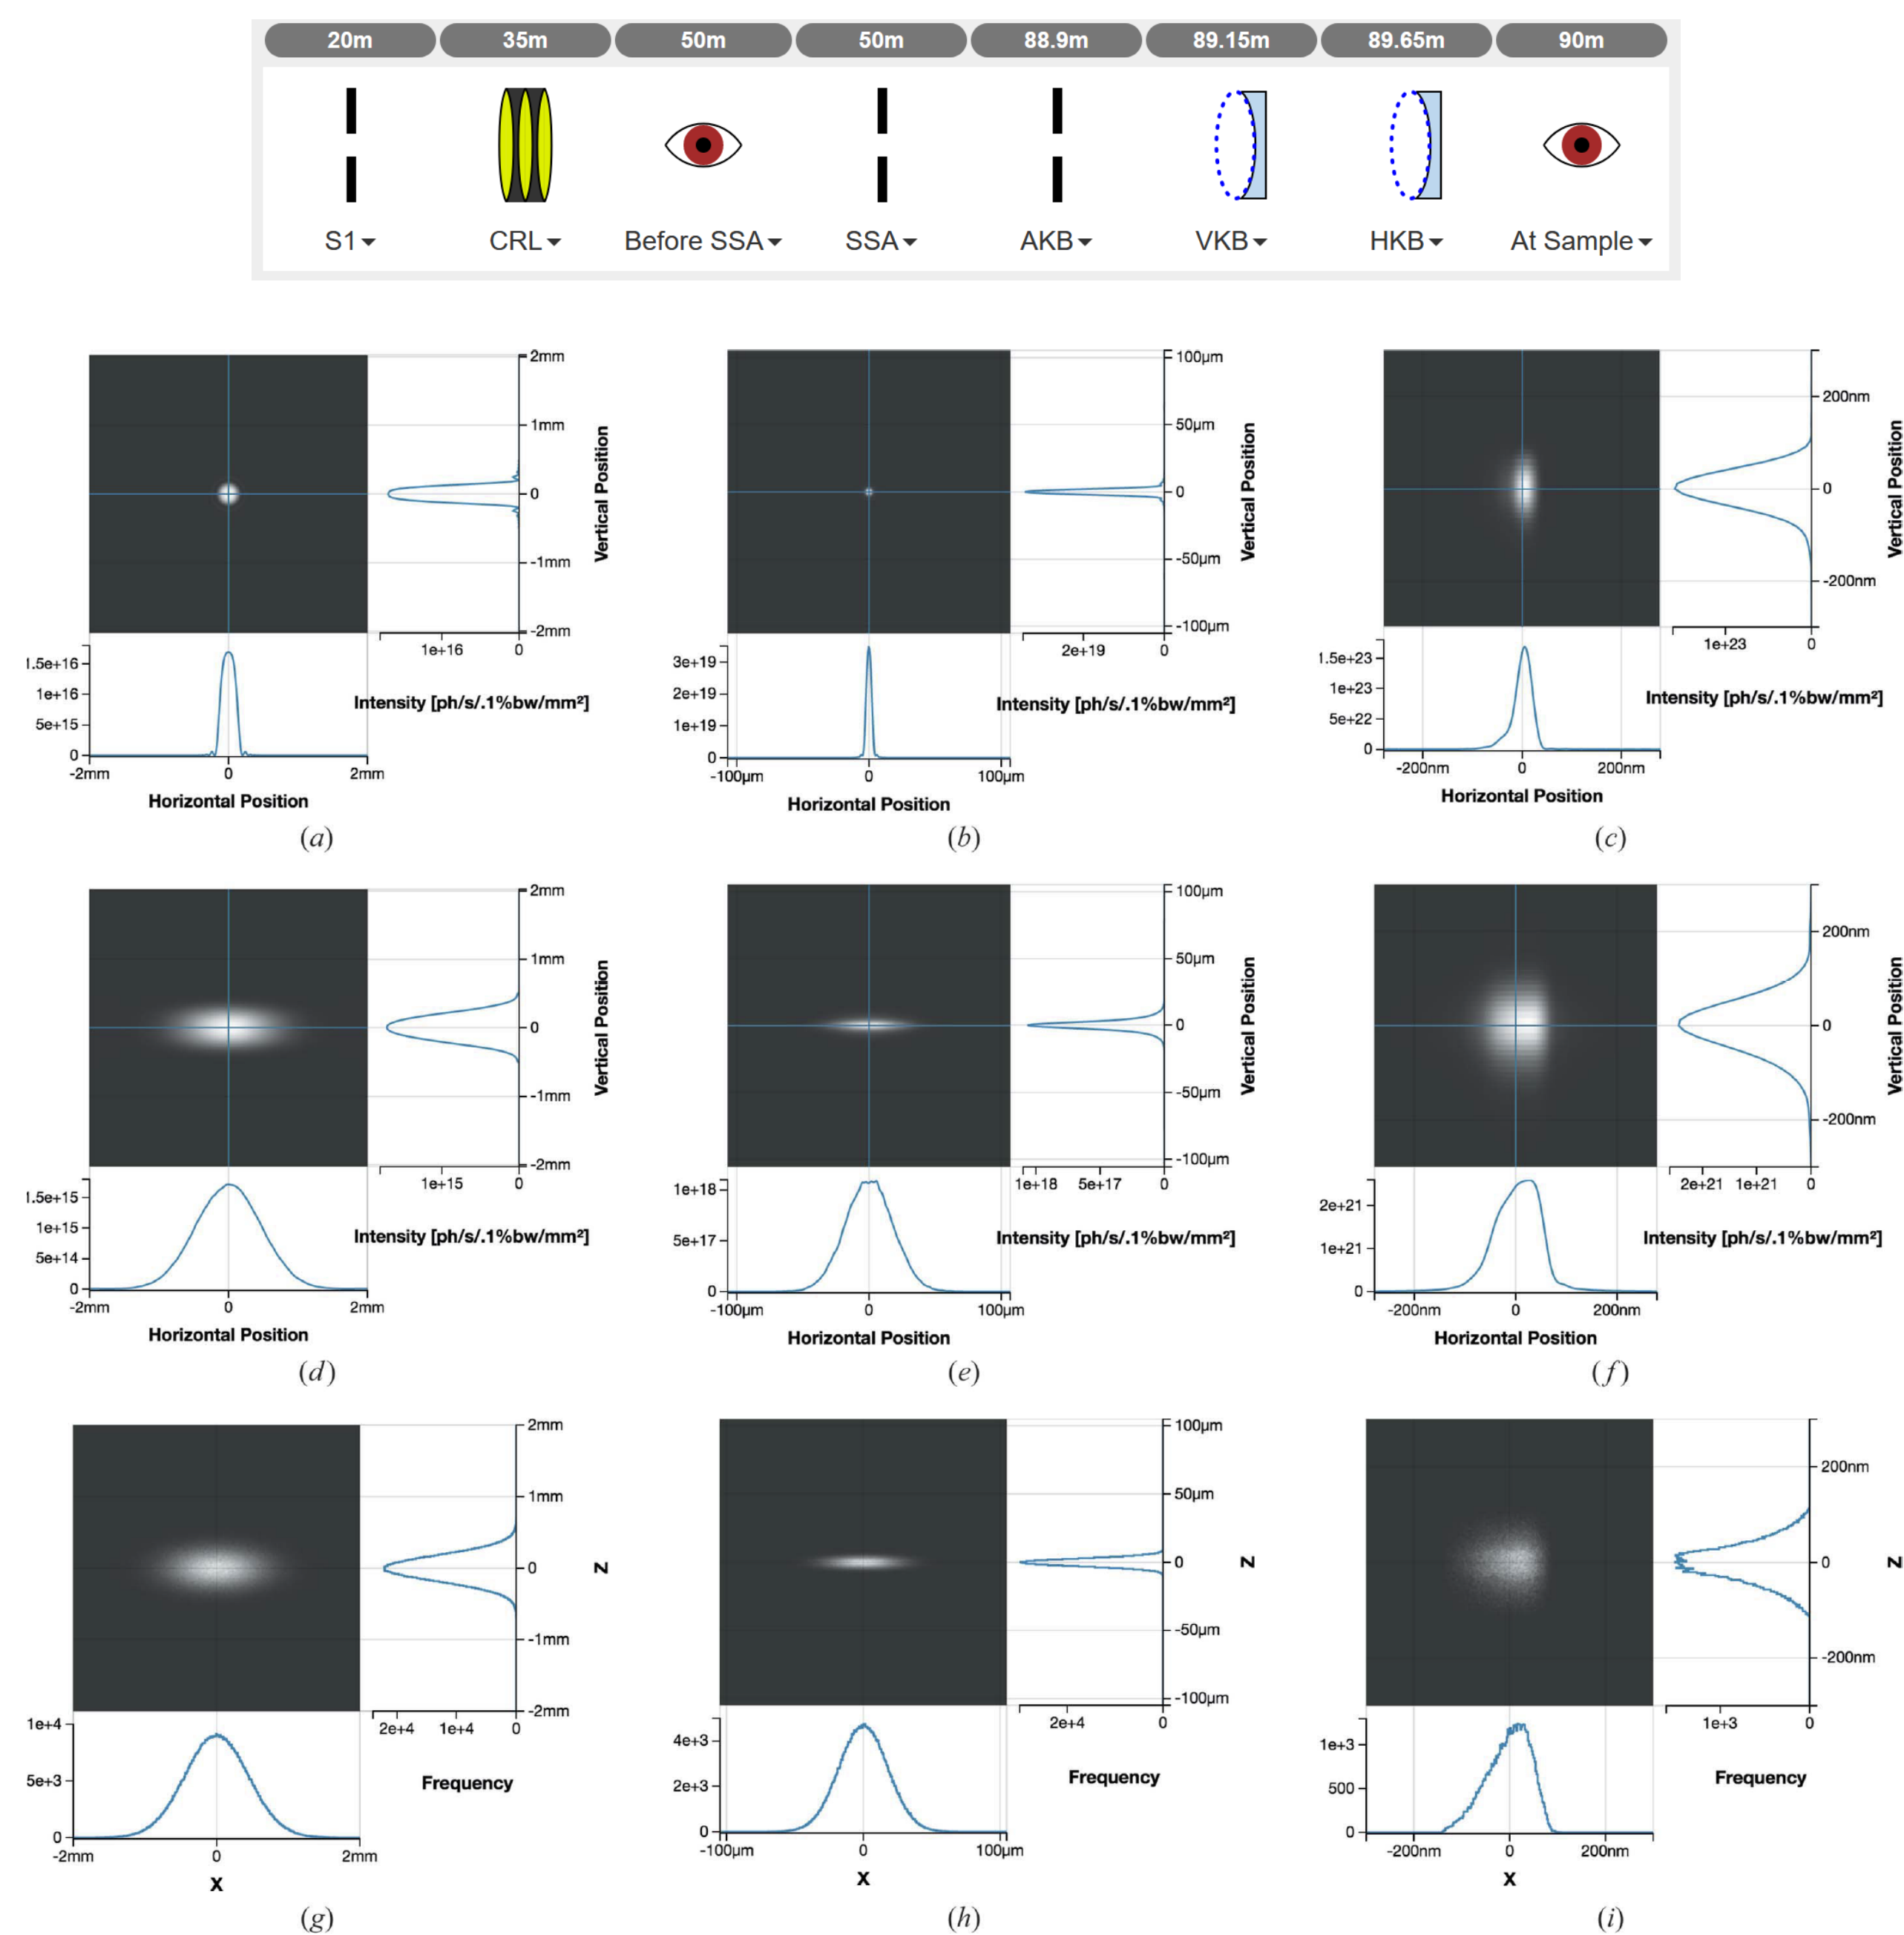 20m 35m 50m 50m 88.9m 89.15m 89.65m 90m
S1 CRL Before SSA SSA AKB VKB HKB At Sample
2mm
1mm
0
-1mm
-2mm
Vertical Position
1e+16 0
1.5e+16
1e+16
5e+15
0
-2mm 0 2mm
Intensity [ph/s/.1%bw/mm²]
Horizontal Position
(a)
100μm
50μm
0
-50μm
-100μm
Vertical Position
2e+19 0
3e+19
2e+19
1e+19
0
-100μm 0 100μm
Intensity [ph/s/.1%bw/mm²]
Horizontal Position
(b)
200nm
0
-200nm
Vertical Position
1e+23 0
1.5e+23
1e+23
5e+22
0
-200nm 0 200nm
Intensity [ph/s/.1%bw/mm²]
Horizontal Position
(c)
2mm
1mm
0
-1mm
-2mm
Vertical Position
1e+15 0
1.5e+15
1e+15
5e+14
0
-2mm 0 2mm
Intensity [ph/s/.1%bw/mm²]
Horizontal Position
(d)
100μm
50μm
0
-50μm
-100μm
Vertical Position
1e+18 5e+17 0
1e+18
5e+17
0
-100μm 0 100μm
Intensity [ph/s/.1%bw/mm²]
Horizontal Position
(e)
200nm
0
-200nm
Vertical Position
2e+21 1e+21 0
2e+21
1e+21
0
-200nm 0 200nm
Intensity [ph/s/.1%bw/mm²]
Horizontal Position
(f)
2mm
1mm
0
-1mm
-2mm
Z
2e+4 1e+4 0
1e+4
5e+3
0
-2mm 0 2mm
Frequency
X
(g)
100μm
50μm
0
-50μm
-100μm
Z
2e+4 0
4e+3
2e+3
0
-100μm 0 100μm
Frequency
X
(h)
200nm
0
-200nm
Z
1e+3 0
1e+3
500
0
-200nm 0 200nm
Frequency
X
(i)